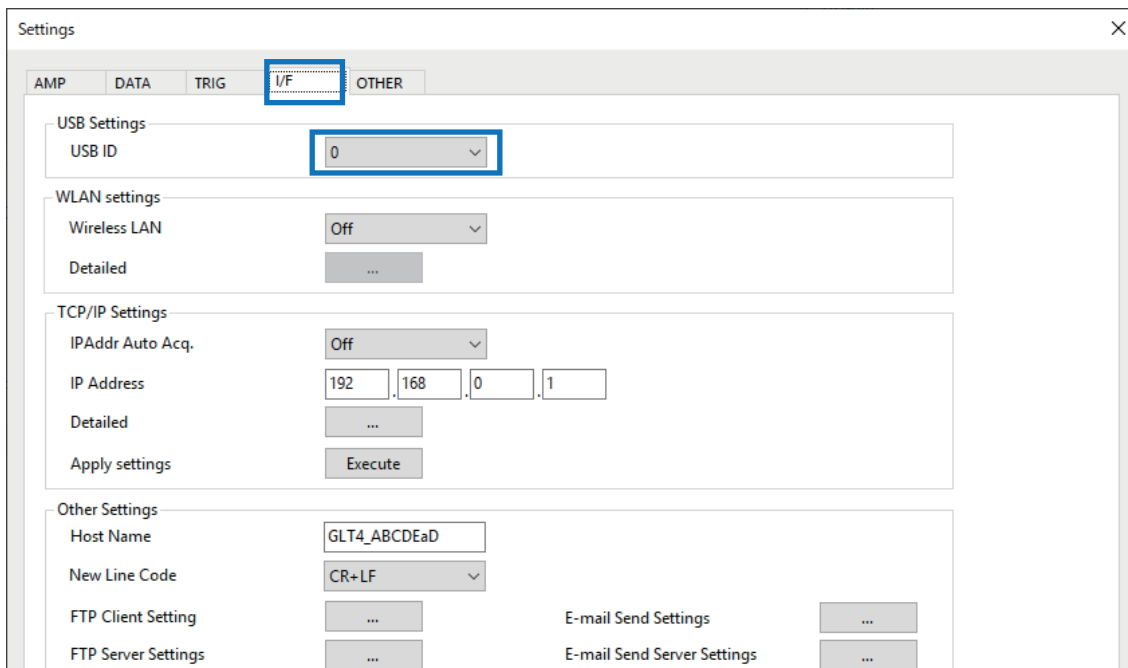 Settings
AMP DATA TRIG I/F OTHER
USB Settings
USB ID 0
WLAN settings
Wireless LAN Off
Detailed ...
TCP/IP Settings
IPAddr Auto Acq. Off
IP Address 192 . 168 . 0 . 1
Detailed ...
Apply settings Execute
Other Settings
Host Name GLT4_ABCDEaD
New Line Code CR+LF
FTP Client Setting ... E-mail Send Settings ...
FTP Server Settings ... E-mail Send Server Settings ...